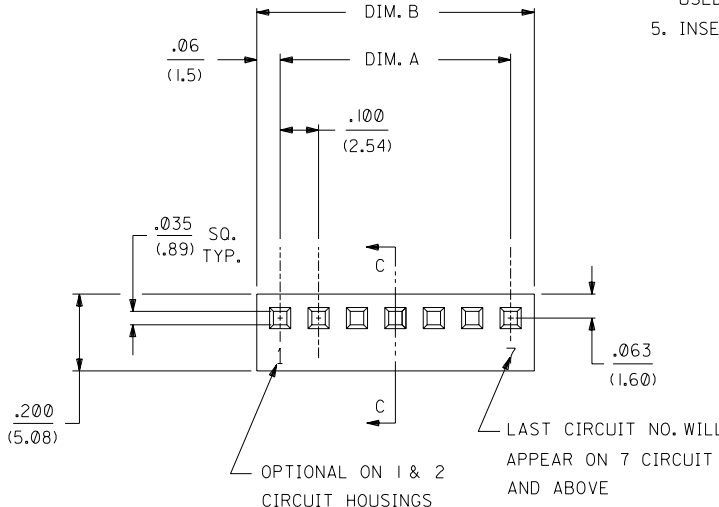 DIM. B
USED
5. INSE
.06
(1.5)
DIM. A
.100
(2.54)
.035 SQ.
(.89) TYP.
C
1
7
.063
(1.60)
C
.200
(5.08)
LAST CIRCUIT NO. WILL
APPEAR ON 7 CIRCUIT
AND ABOVE
OPTIONAL ON 1 & 2
CIRCUIT HOUSINGS